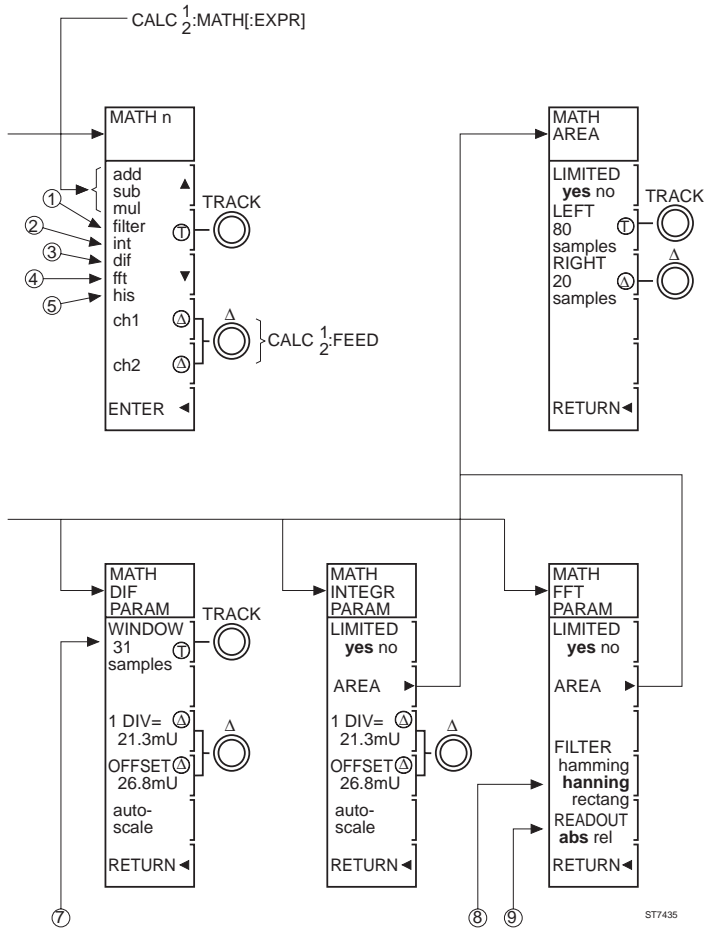 CALC 1/2:MATH[:EXPR]
MATH n
add
sub
mul
filter
int
dif
fft
his
ch1
ch2
ENTER ◄
▲
Ⓣ
▼
Δ
Δ
TRACK
Δ
CALC 1/2:FEED
①
②
③
④
⑤
MATH
AREA
LIMITED
yes no
LEFT
80
samples
RIGHT
20
samples
RETURN◄
Ⓣ
Δ
TRACK
Δ
MATH
DIF
PARAM
WINDOW
31
samples
Ⓣ
TRACK
1 DIV= Δ
21.3mU
OFFSET Δ
26.8mU
auto-
scale
RETURN◄
Δ
⑦
MATH
INTEGR
PARAM
LIMITED
yes no
AREA ►
1 DIV= Δ
21.3mU
OFFSET Δ
26.8mU
auto-
scale
RETURN◄
Δ
MATH
FFT
PARAM
LIMITED
yes no
AREA ►
FILTER
hamming
hanning
rectang
READOUT
abs rel
RETURN◄
⑧
⑨
ST7435